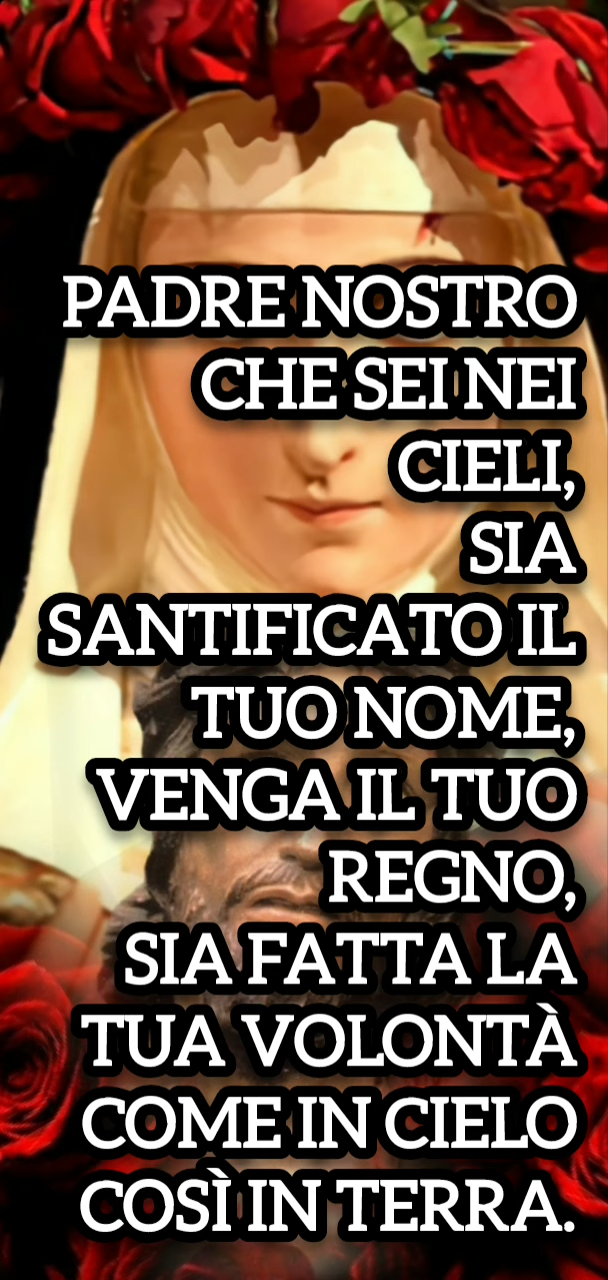 PADRE NOSTRO
CHE SEI NEI
CIELI,
SIA
SANTIFICATO IL
TUO NOME,
VENGA IL TUO
REGNO,
SIA FATTA LA
TUA VOLONTÀ
COME IN CIELO
COSÌ IN TERRA.